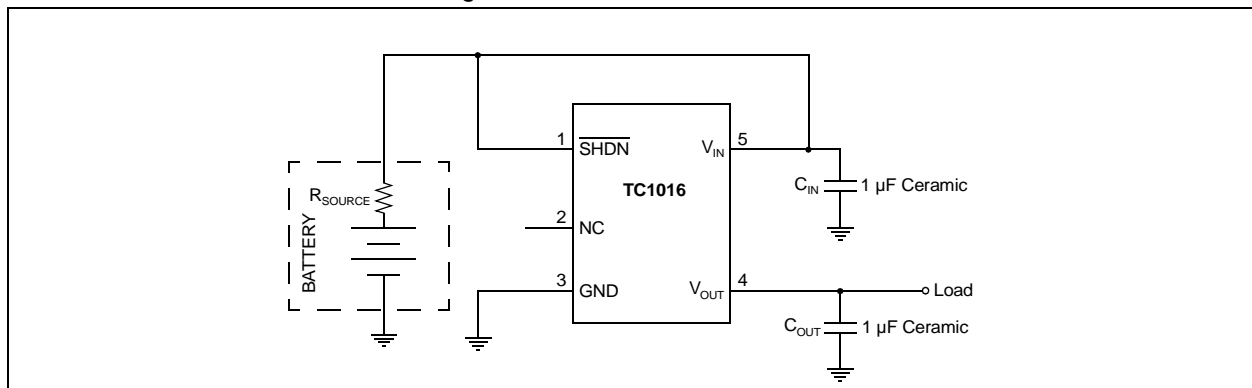 1
SHDN
V_IN
5
C_IN
1 µF Ceramic
TC1016
R_SOURCE
BATTERY
2
NC
3
GND
V_OUT
4
Load
C_OUT
1 µF Ceramic